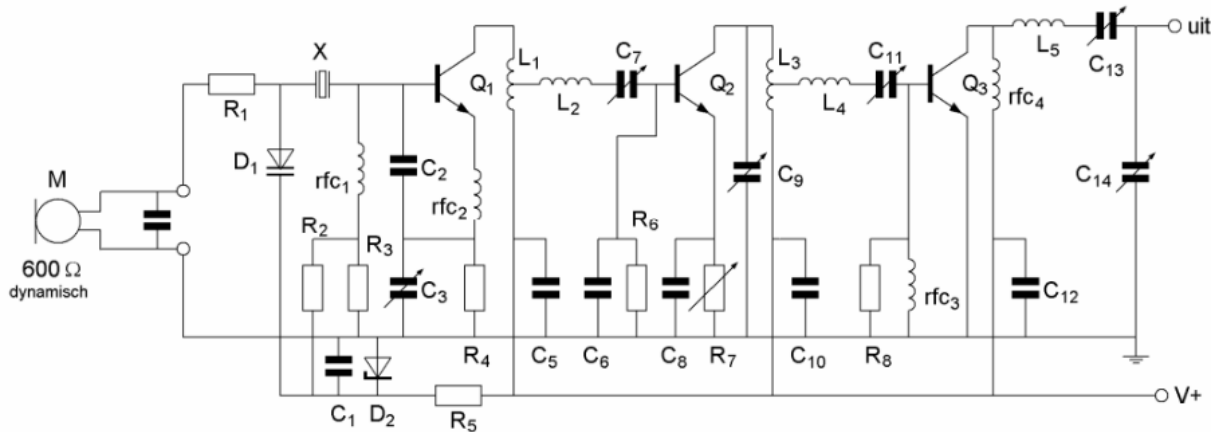 uit
X
C7
C11
L5
C13
L1
Q1
Q2
L3
Q3
R1
L2
L4
rfc4
D1
M
rfc1
C2
rfc2
C9
C14
R2
R3
R6
600 Ω
dynamisch
C3
rfc3
C12
R4
C5
C6
C8
R7
C10
R8
C1
D2
R5
V+